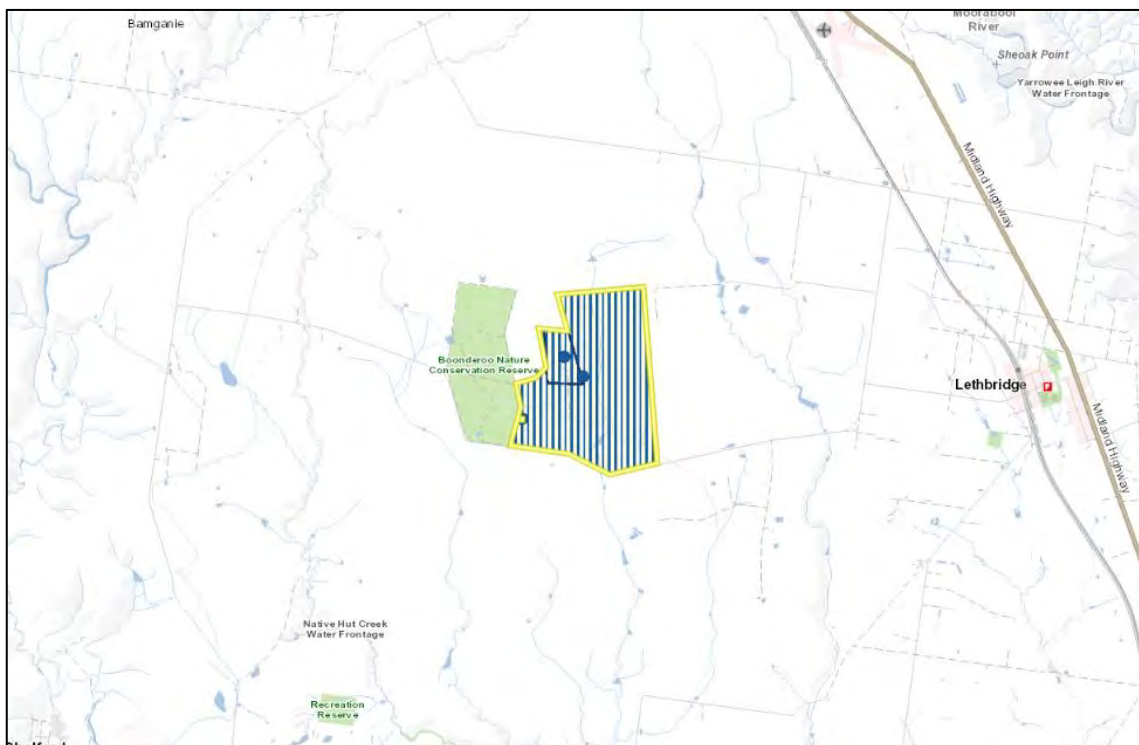 Bamganie
Moorabool
River
Sheoak Point
Yarrowee Leigh River
Water Frontage
Midland Highway
Boonderoo Nature
Conservation Reserve
Lethbridge
P
Midland Highway
Native Hut Creek
Water Frontage
Recreation
Reserve